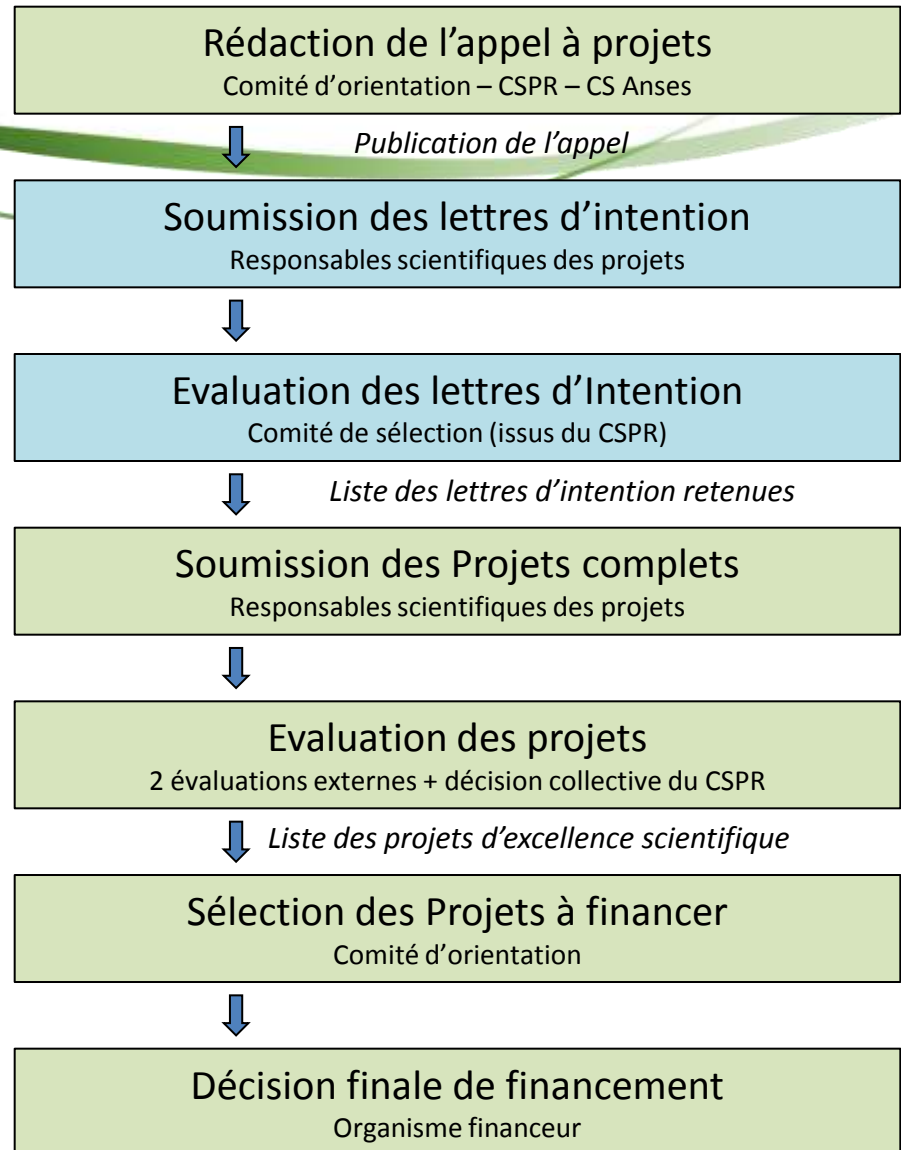 Rédaction de l'appel à projets
Comité d'orientation – CSPR – CS Anses
Publication de l'appel
Soumission des lettres d'intention
Responsables scientifiques des projets
Evaluation des lettres d'Intention
Comité de sélection (issus du CSPR)
Liste des lettres d'intention retenues
Soumission des Projets complets
Responsables scientifiques des projets
Evaluation des projets
2 évaluations externes + décision collective du CSPR
Liste des projets d'excellence scientifique
Sélection des Projets à financer
Comité d'orientation
Décision finale de financement
Organisme financeur